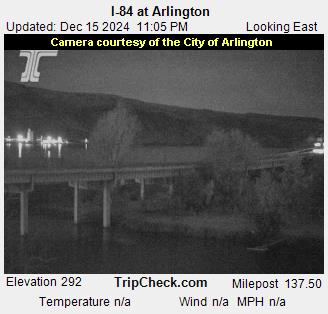 I-84 at Arlington
Updated: Dec 15 2024 11:05 PM Looking East
Camera courtesy of the City of Arlington
Elevation 292 TripCheck.com Milepost 137.50
Temperature n/a Wind n/a MPH n/a